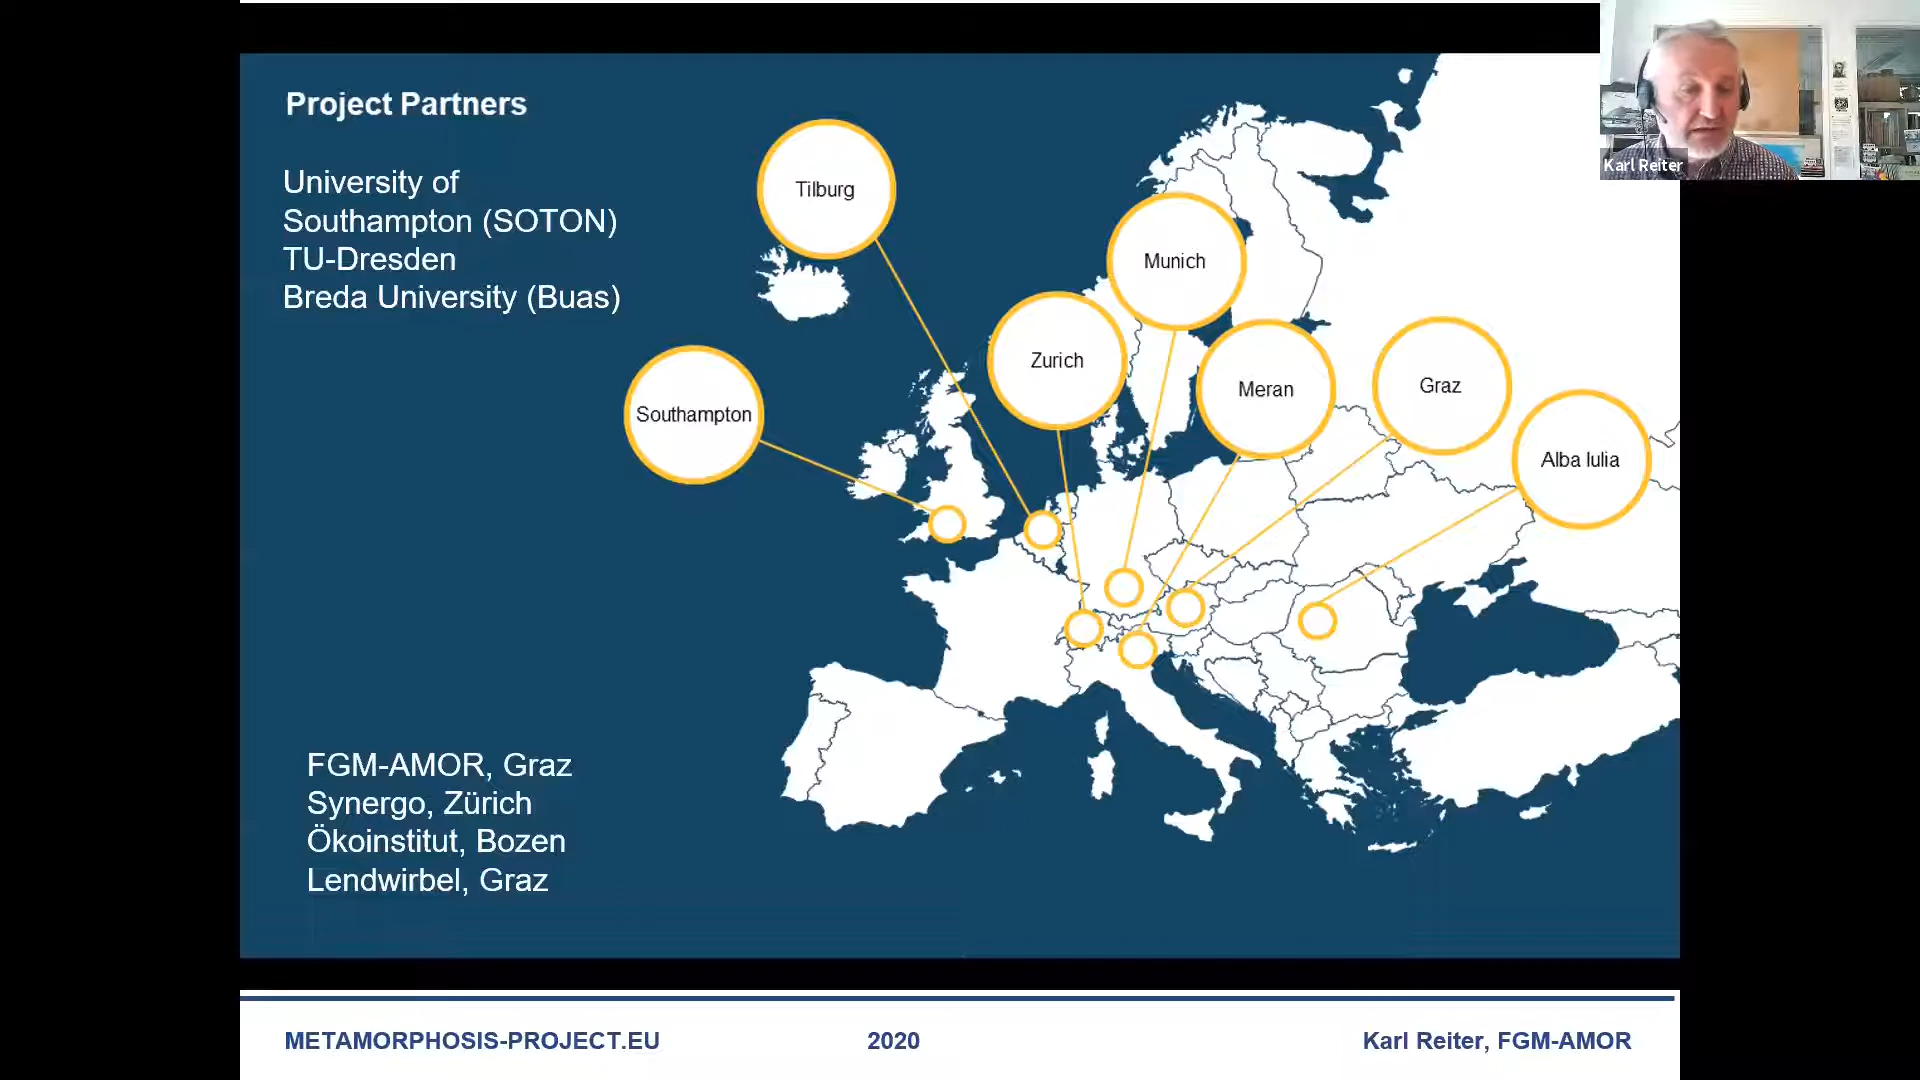 Project Partners
University of
Southampton (SOTON)
TU-Dresden
Breda University (Buas)
Tilburg
Munich
Zurich
Meran
Graz
Southampton
Alba Iulia
FGM-AMOR, Graz
Synergo, Zürich
Ökoinstitut, Bozen
Lendwirbel, Graz
Karl Reiter
METAMORPHOSIS-PROJECT.EU
2020
Karl Reiter, FGM-AMOR